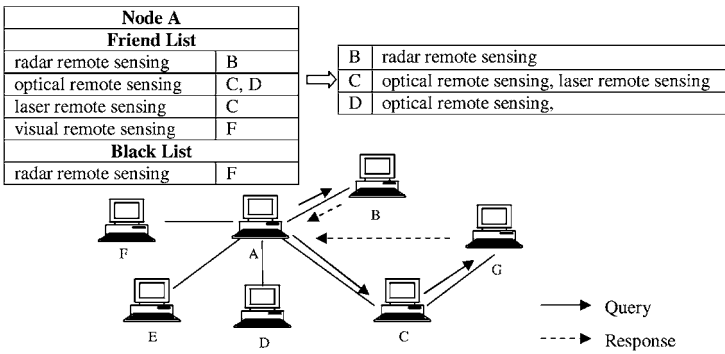 Node A
Friend List
radar remote sensing B
optical remote sensing C, D
laser remote sensing C
visual remote sensing F
Black List
radar remote sensing F
B radar remote sensing
C optical remote sensing, laser remote sensing
D optical remote sensing,
B
F
A
G
E
D
C
Query
Response